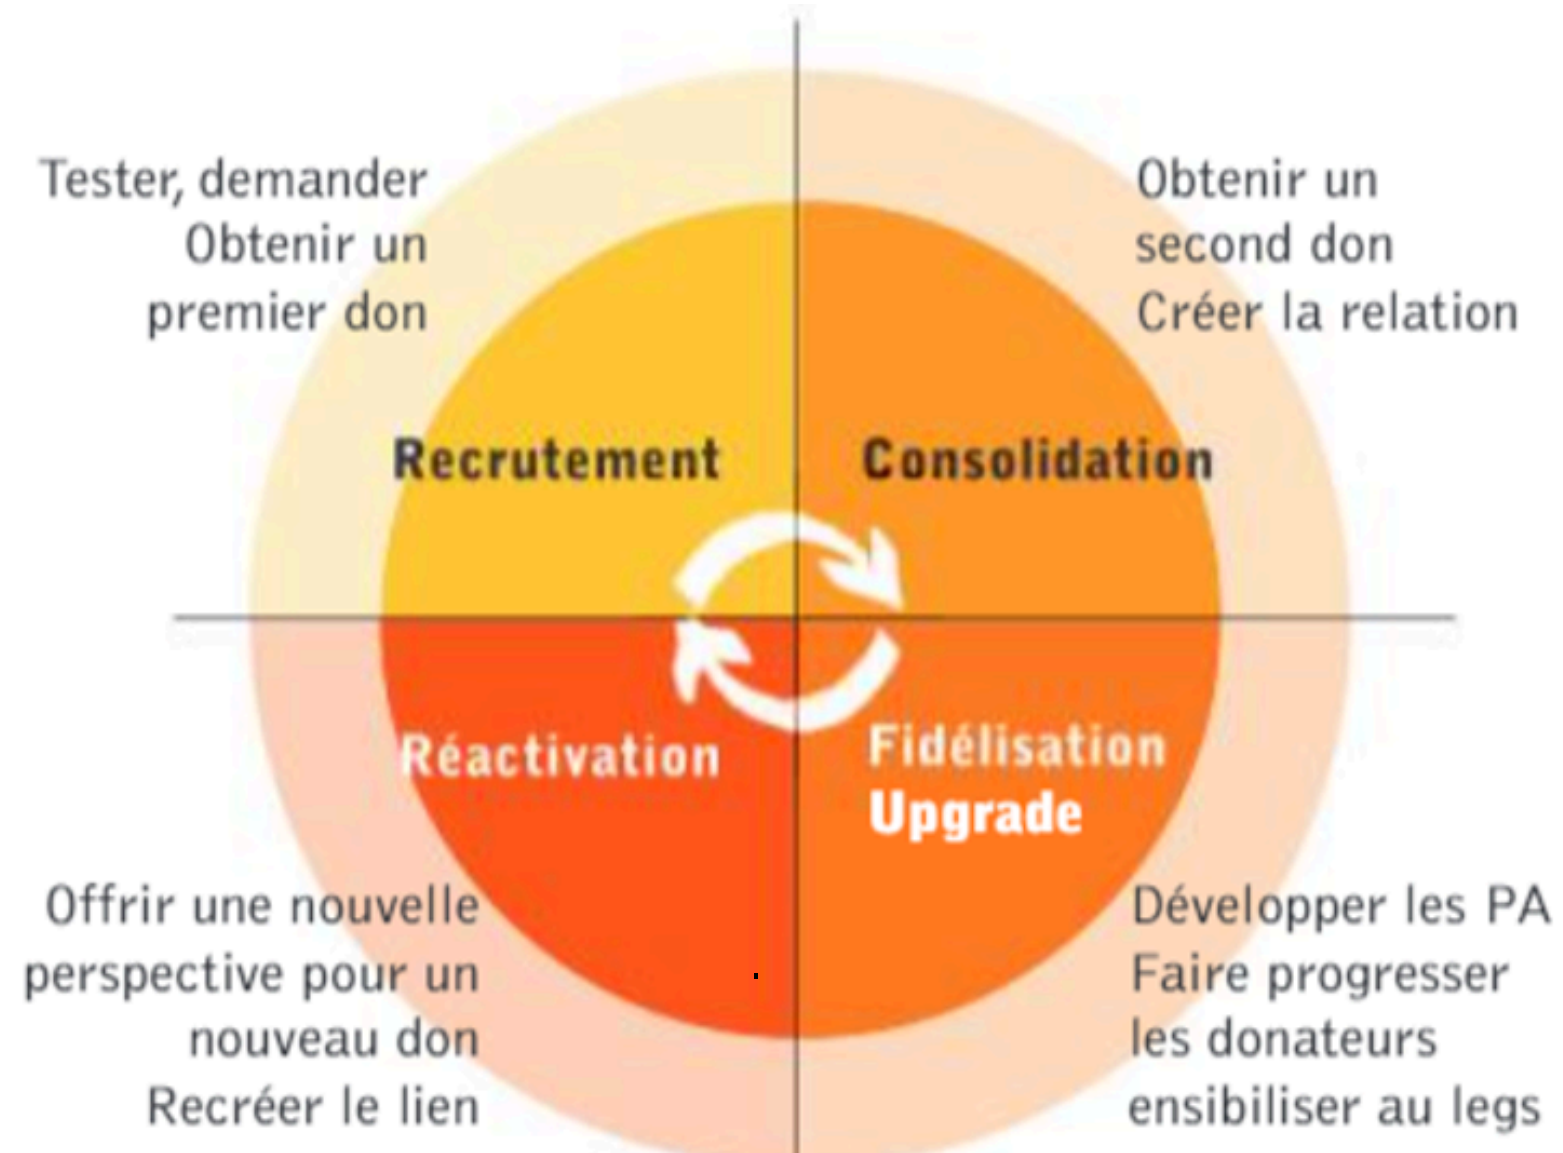 Tester, demander
Obtenir un
premier don
Obtenir un
second don
Créer la relation
Recrutement
Consolidation
Réactivation
Fidélisation
Upgrade
Offrir une nouvelle
perspective pour un
nouveau don
Recréer le lien
Développer les PA
Faire progresser
les donateurs
ensibiliser au legs